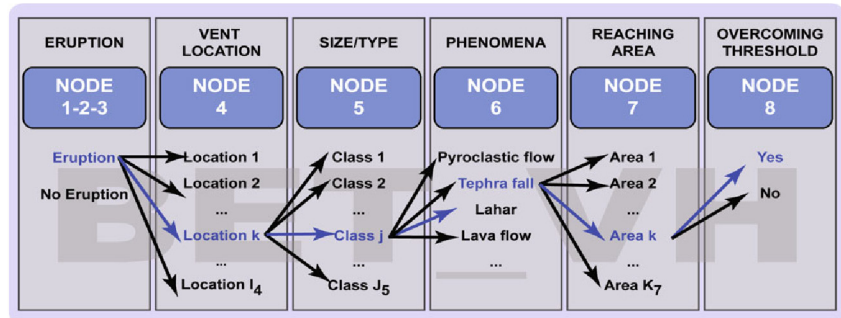 ERUPTION
VENT
LOCATION
SIZE/TYPE
PHENOMENA
REACHING
AREA
OVERCOMING
THRESHOLD
NODE
1-2-3
NODE
4
NODE
5
NODE
6
NODE
7
NODE
8
Eruption
No Eruption
Location 1
Location 2
...
Location k
...
Location I4
Class 1
Class 2
...
Class j
...
Class J5
Pyroclastic flow
Tephra fall
Lahar
Lava flow
...
Area 1
Area 2
...
Area k
...
Area K7
Yes
No
BET_VH